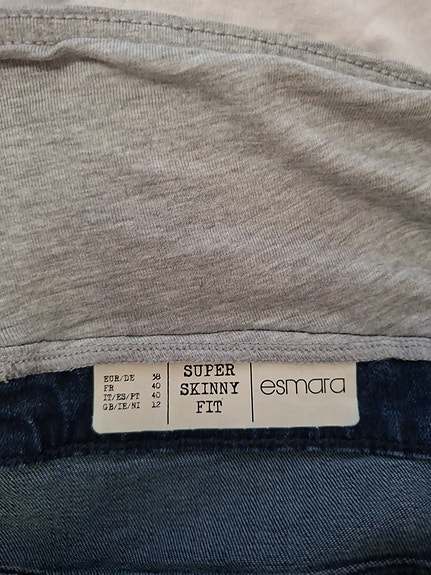 EUR/DE 38
FR 40
IT/ES/PT 40
GB/IE/NI 12
SUPER
SKINNY
FIT
esmara